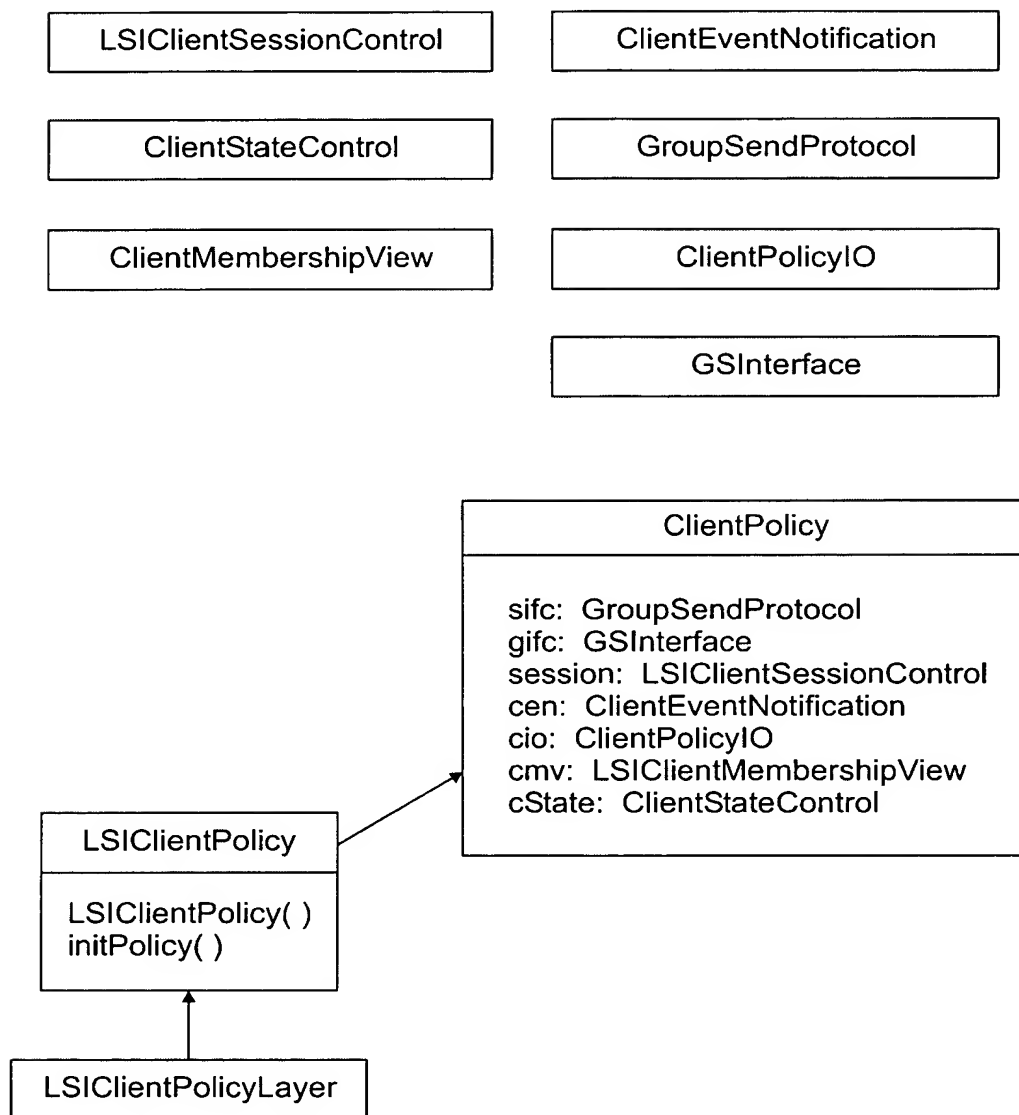 LSIClientSessionControl
ClientEventNotification
ClientStateControl
GroupSendProtocol
ClientMembershipView
ClientPolicyIO
GSInterface
ClientPolicy
sifc: GroupSendProtocol
gifc: GSInterface
session: LSIClientSessionControl
cen: ClientEventNotification
cio: ClientPolicyIO
cmv: LSIClientMembershipView
cState: ClientStateControl
LSIClientPolicy
LSIClientPolicy( )
initPolicy( )
LSIClientPolicyLayer